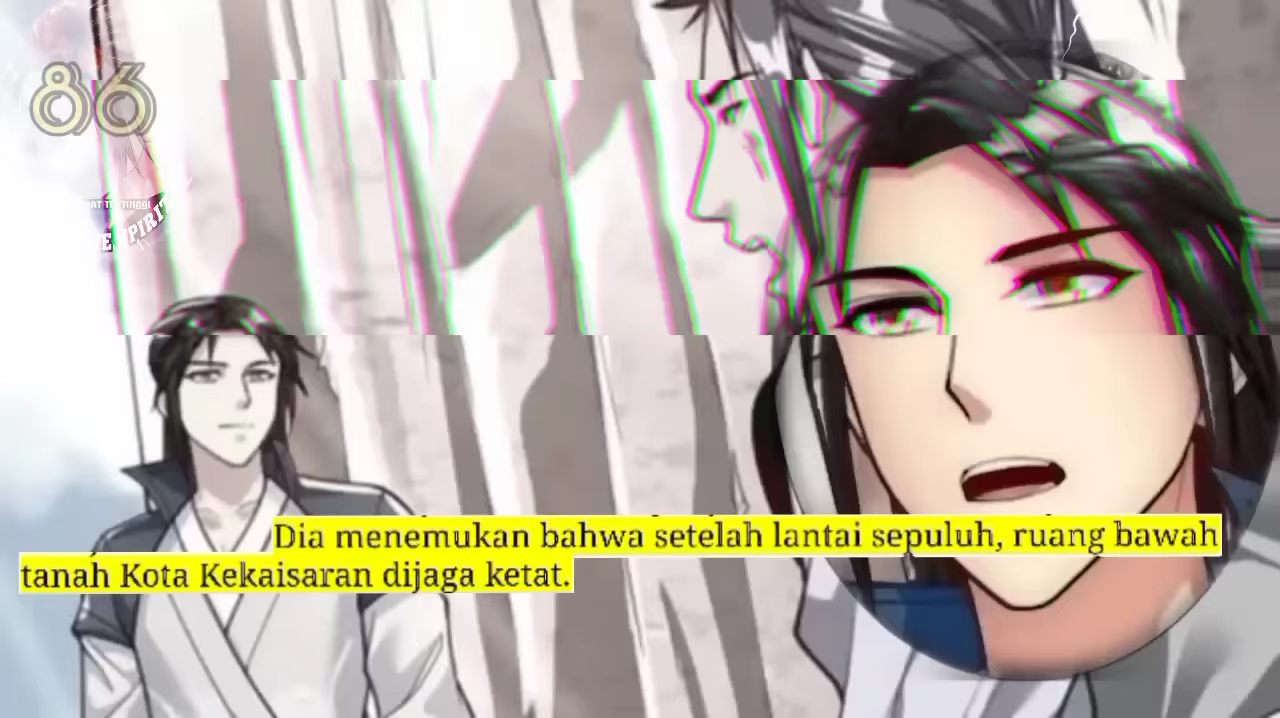 86
Dia menemukan bahwa setelah lantai sepuluh, ruang bawah
tanah Kota Kekaisaran dijaga ketat.